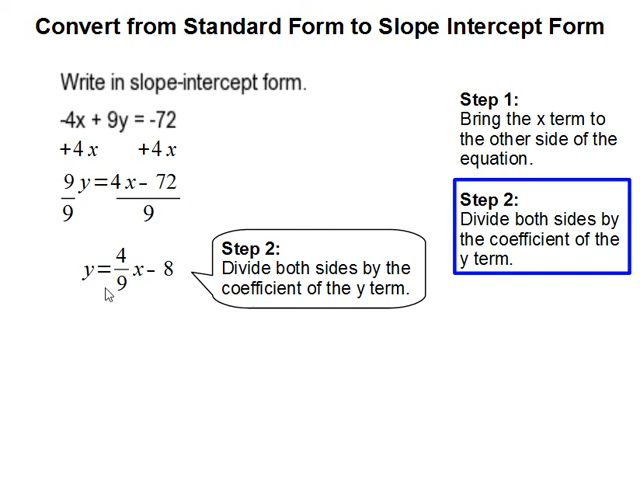 Convert from Standard Form to Slope Intercept Form
Write in slope-intercept form.
-4x + 9y = -72
+4x +4x
9y=4x-72
9 9
y=4/9 x-8
Step 2:
Divide both sides by the
coefficient of the y term.
Step 1:
Bring the x term to
the other side of the
equation.
Step 2:
Divide both sides by
the coefficient of the
y term.